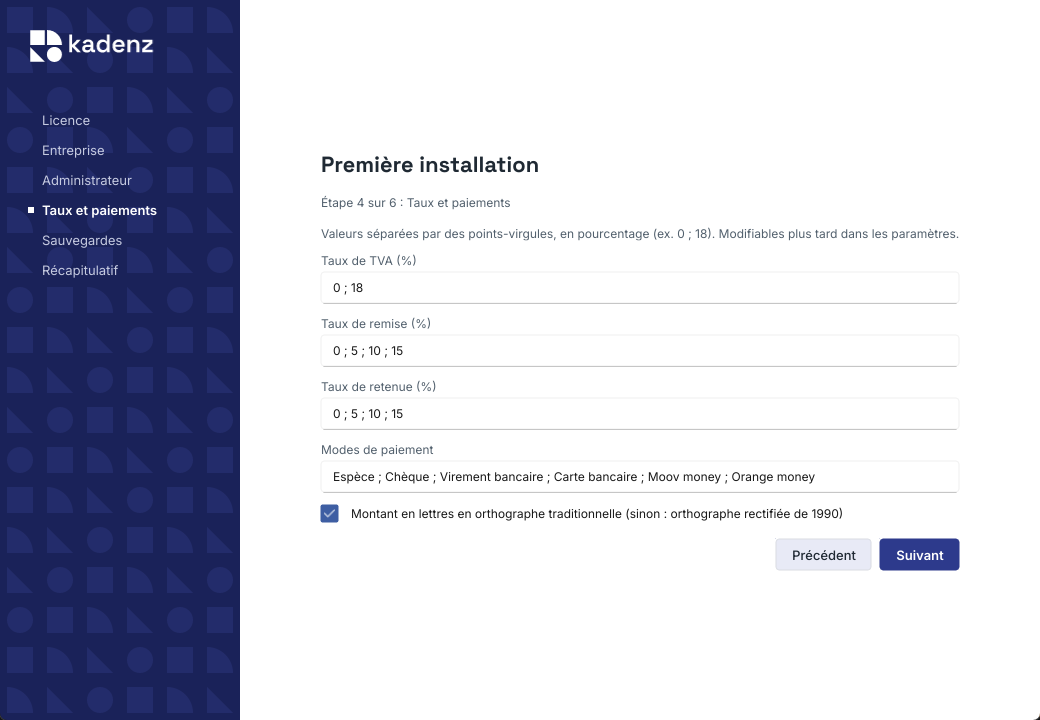 kadenz
Licence
Entreprise
Administrateur
Taux et paiements
Sauvegardes
Récapitulatif
Première installation
Étape 4 sur 6 : Taux et paiements
Valeurs séparées par des points-virgules, en pourcentage (ex. 0 ; 18). Modifiables plus tard dans les paramètres.
Taux de TVA (%)
0 ; 18
Taux de remise (%)
0 ; 5 ; 10 ; 15
Taux de retenue (%)
0 ; 5 ; 10 ; 15
Modes de paiement
Espèce ; Chèque ; Virement bancaire ; Carte bancaire ; Moov money ; Orange money
Montant en lettres en orthographe traditionnelle (sinon : orthographe rectifiée de 1990)
Précédent
Suivant